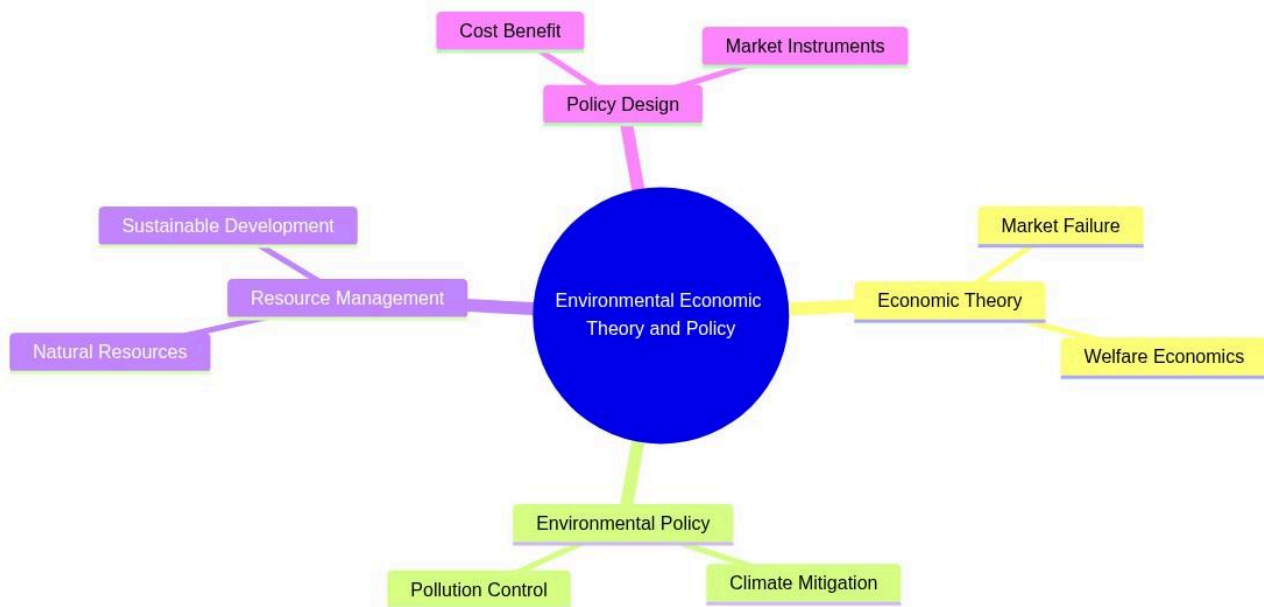 Cost Benefit
Market Instruments
Policy Design
Sustainable Development
Market Failure
Resource Management
Environmental Economic
Theory and Policy
Economic Theory
Natural Resources
Welfare Economics
Environmental Policy
Pollution Control
Climate Mitigation